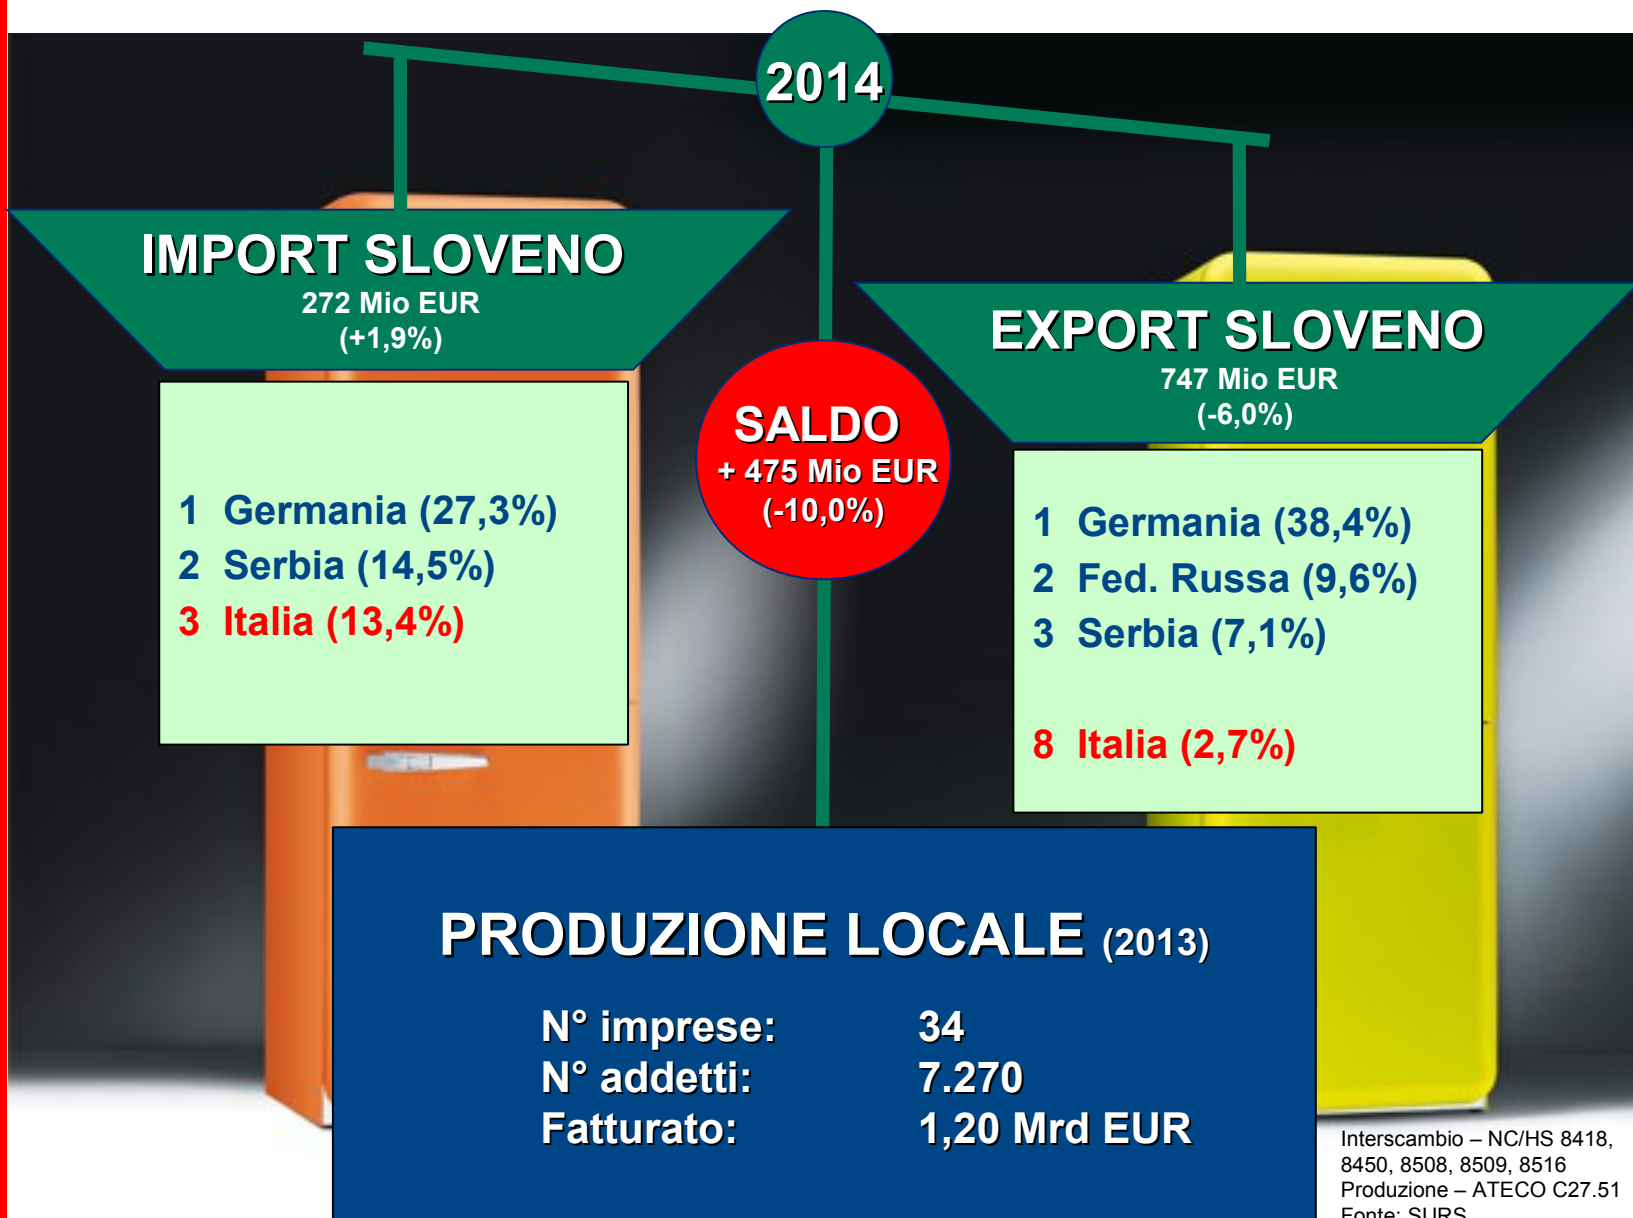 2014
IMPORT SLOVENO
272 Mio EUR
(+1,9%)
1 Germania (27,3%)
2 Serbia (14,5%)
3 Italia (13,4%)
SALDO
+ 475 Mio EUR
(-10,0%)
EXPORT SLOVENO
747 Mio EUR
(-6,0%)
1 Germania (38,4%)
2 Fed. Russa (9,6%)
3 Serbia (7,1%)
8 Italia (2,7%)
PRODUZIONE LOCALE (2013)
N° imprese: 34
N° addetti: 7.270
Fatturato: 1,20 Mrd EUR
Interscambio – NC/HS 8418,
8450, 8508, 8509, 8516
Produzione – ATECO C27.51
Fonte: SURS